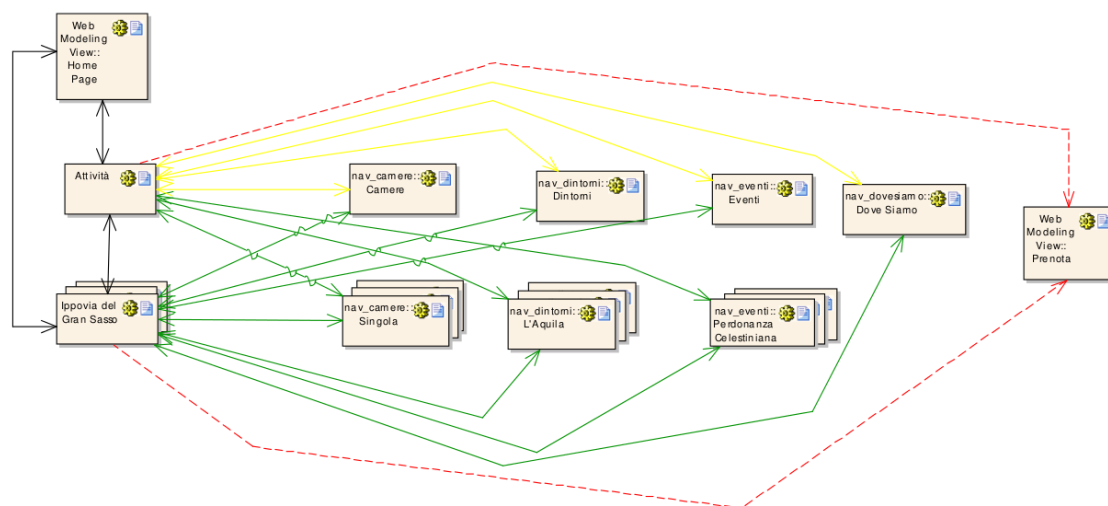 Web
Modeling
View::
Home
Page
Attività
nav_camere::
Camere
nav_dintorni::
Dintorni
nav_eventi::
Eventi
nav_dovesiamo::
Dove Siamo
Web
Modeling
View::
Prenota
Ippovia del
Gran Sasso
nav_camere::
Singola
nav_dintorni::
L'Aquila
nav_eventi::
Perdonanza
Celestiniana